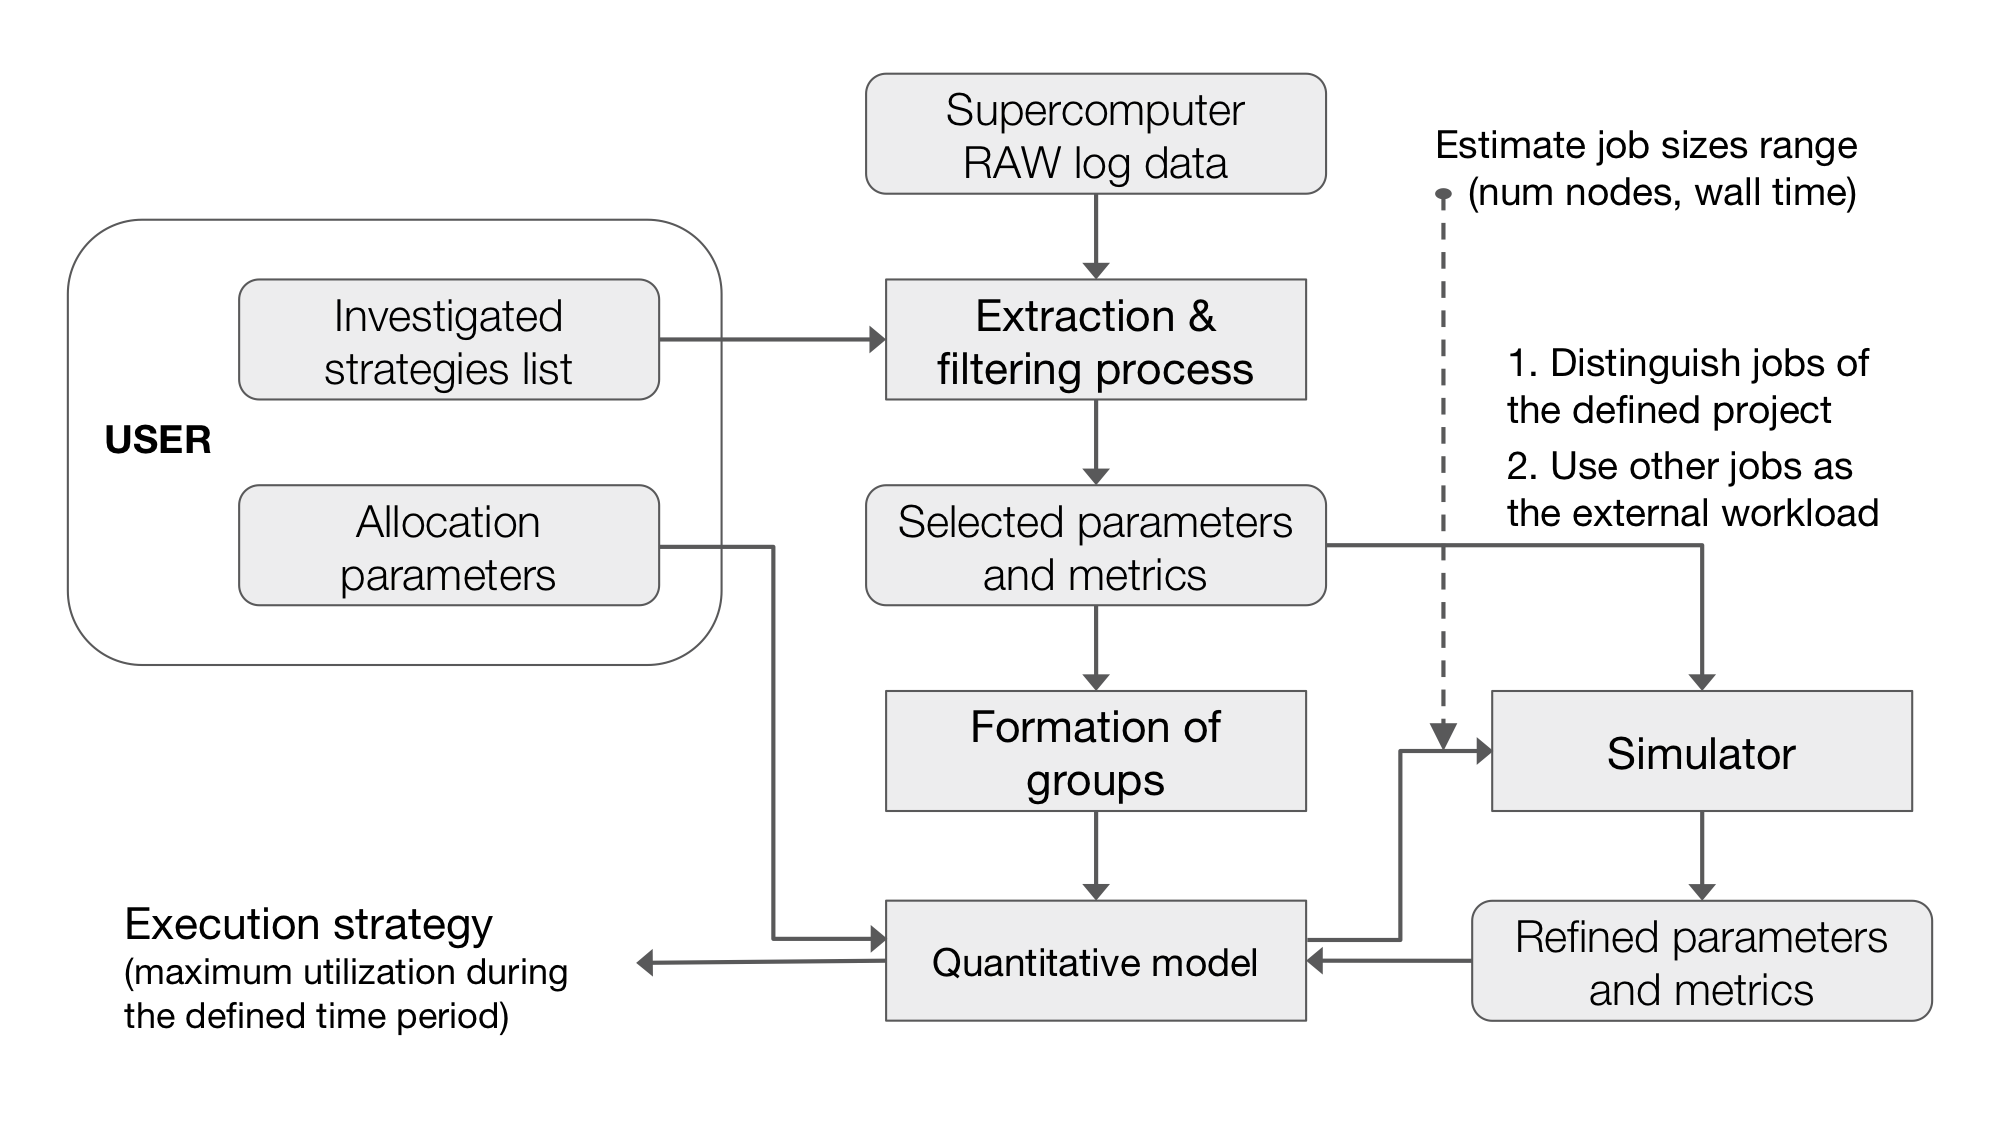 Supercomputer
RAW log data
Estimate job sizes range
(num nodes, wall time)
Investigated
strategies list
Extraction &
filtering process
1. Distinguish jobs of
the defined project
2. Use other jobs as
the external workload
USER
Allocation
parameters
Selected parameters
and metrics
Formation of
groups
Simulator
Execution strategy
(maximum utilization during
the defined time period)
Quantitative model
Refined parameters
and metrics